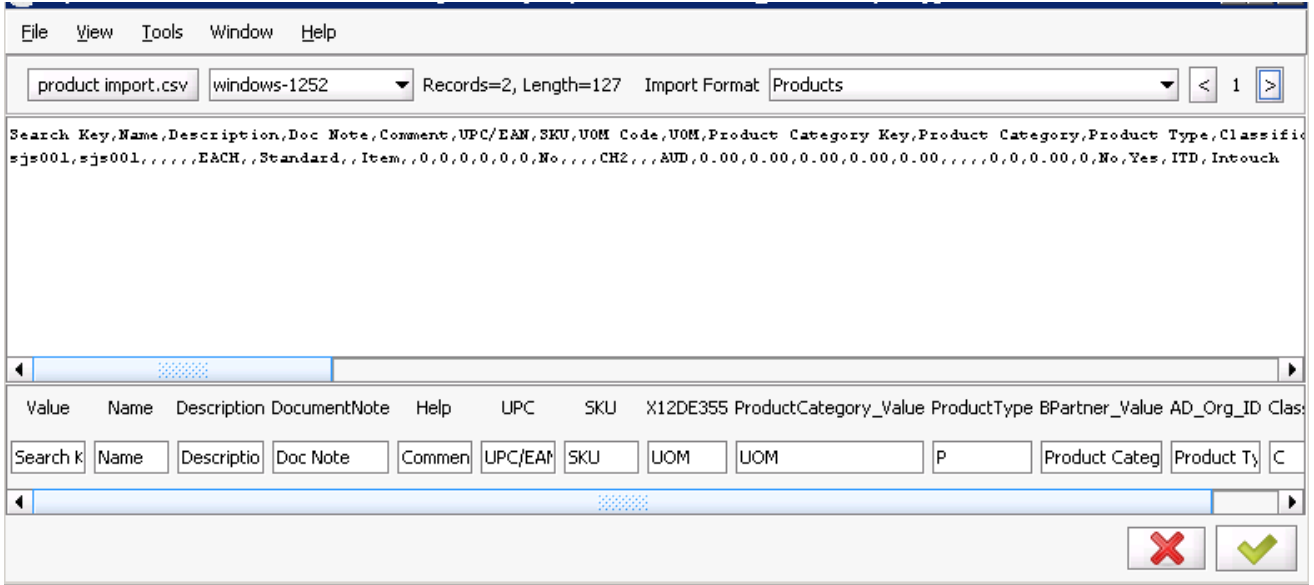 File View Tools Window Help
product import.csv windows-1252 Records=2, Length=127 Import Format Products < 1 >
Search Key,Name,Description,Doc Note,Comment,UPC/EAN,SKU,UOM Code,UOM,Product Category Key,Product Category,Product Type,Classific
sjs001,sjs001,,,,,,EACH,,Standard,,Item,,0,0,0,0,0,0,No,,,,CH2,,,AUD,0.00,0.00,0.00,0.00,0.00,,,,,0,0,0.00,0,No,Yes,ITD,Intouch
Value Name Description DocumentNote Help UPC SKU X12DE355 ProductCategory_Value ProductType BPartner_Value AD_Org_ID Clas
Search K Name Descriptio Doc Note Commen UPC/EAN SKU UOM UOM P Product Categ Product Ty C